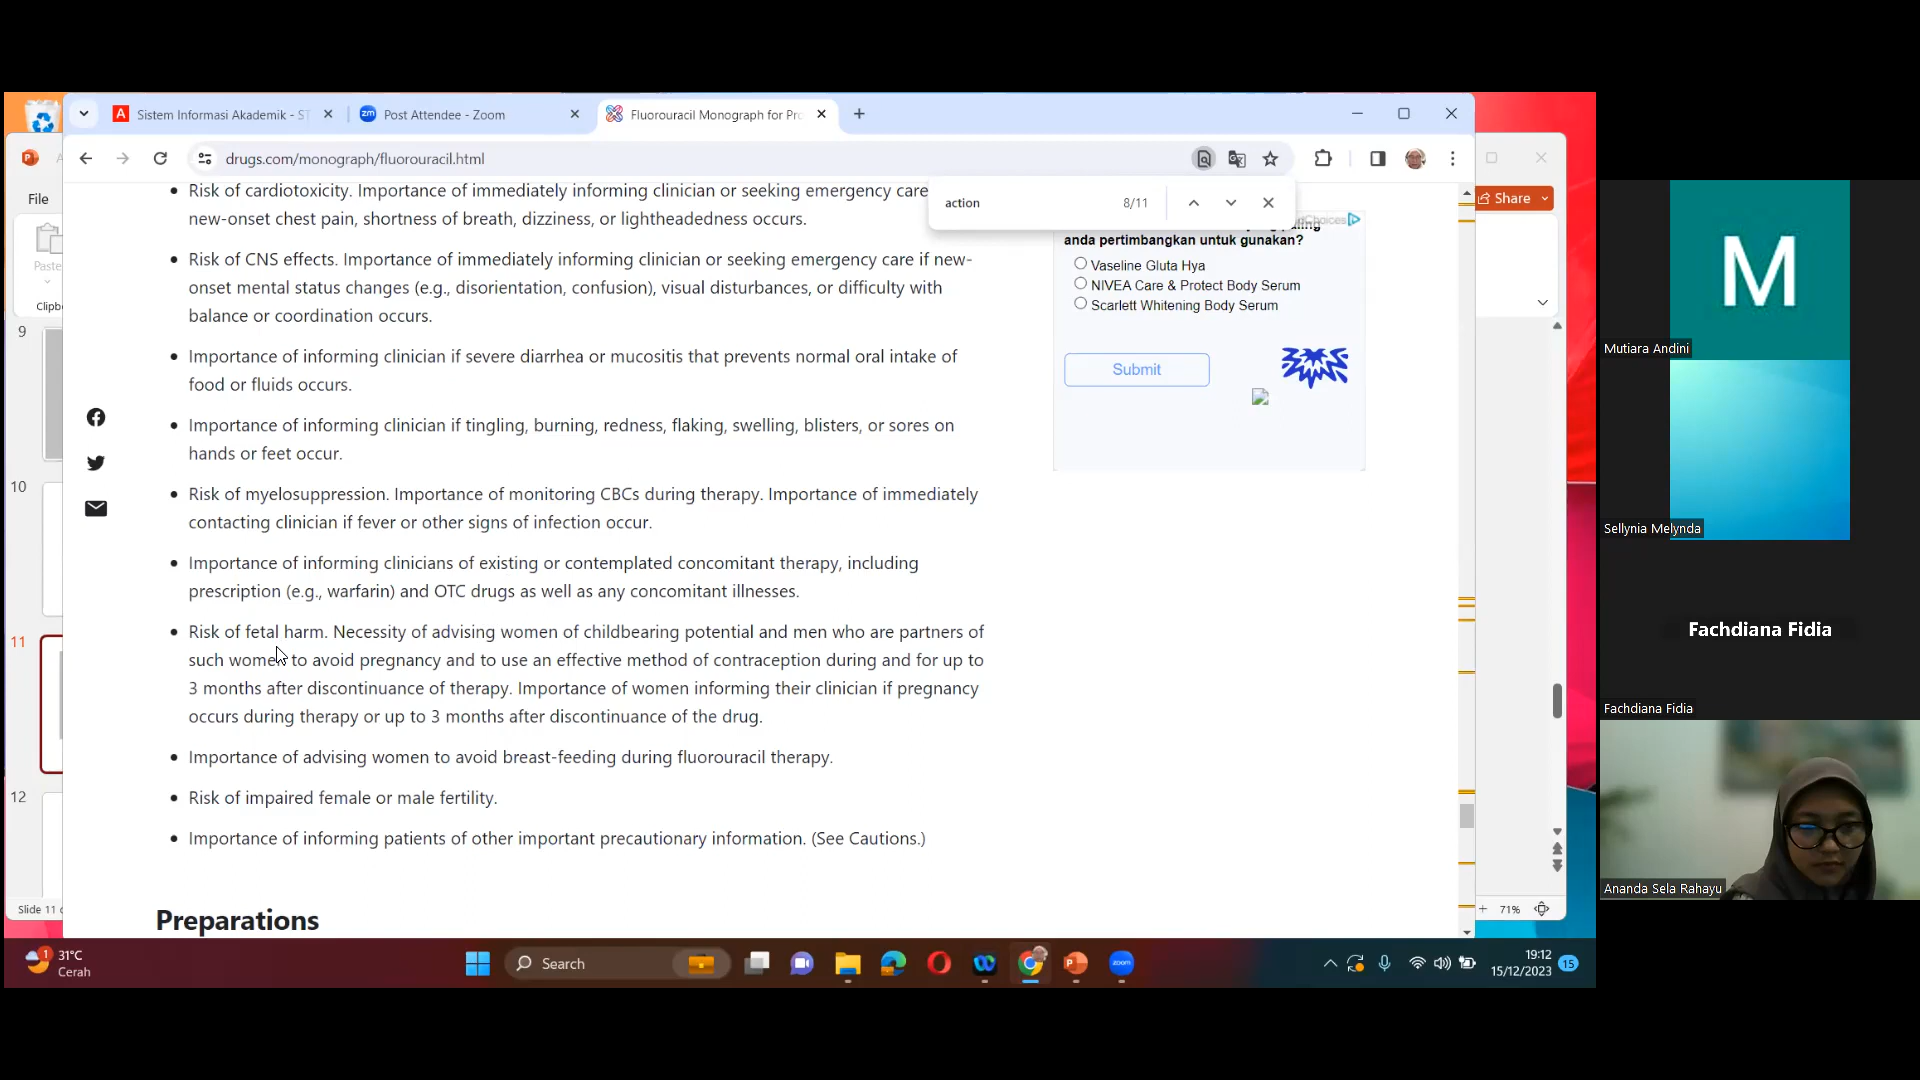 Sistem Informasi Akademik - ST
Post Attendee - Zoom
Fluorouracil Monograph for Pro
drugs.com/monograph/fluorouracil.html
action 8/11
File
Share
Paste
Clipb
9
10
11
12
Risk of cardiotoxicity. Importance of immediately informing clinician or seeking emergency care
new-onset chest pain, shortness of breath, dizziness, or lightheadedness occurs.
Risk of CNS effects. Importance of immediately informing clinician or seeking emergency care if new-
onset mental status changes (e.g., disorientation, confusion), visual disturbances, or difficulty with
balance or coordination occurs.
Importance of informing clinician if severe diarrhea or mucositis that prevents normal oral intake of
food or fluids occurs.
Importance of informing clinician if tingling, burning, redness, flaking, swelling, blisters, or sores on
hands or feet occur.
Risk of myelosuppression. Importance of monitoring CBCs during therapy. Importance of immediately
contacting clinician if fever or other signs of infection occur.
Importance of informing clinicians of existing or contemplated concomitant therapy, including
prescription (e.g., warfarin) and OTC drugs as well as any concomitant illnesses.
Risk of fetal harm. Necessity of advising women of childbearing potential and men who are partners of
such women to avoid pregnancy and to use an effective method of contraception during and for up to
3 months after discontinuance of therapy. Importance of women informing their clinician if pregnancy
occurs during therapy or up to 3 months after discontinuance of the drug.
Importance of advising women to avoid breast-feeding during fluorouracil therapy.
Risk of impaired female or male fertility.
Importance of informing patients of other important precautionary information. (See Cautions.)
Preparations
anda pertimbangkan untuk gunakan?
Vaseline Gluta Hya
NIVEA Care & Protect Body Serum
Scarlett Whitening Body Serum
Submit
M
Mutiara Andini
Sellynia Melynda
Fachdiana Fidia
Fachdiana Fidia
Ananda Sela Rahayu
Slide 11
71%
1
31°C
Cerah
Search
zoom
19:12
15/12/2023
15